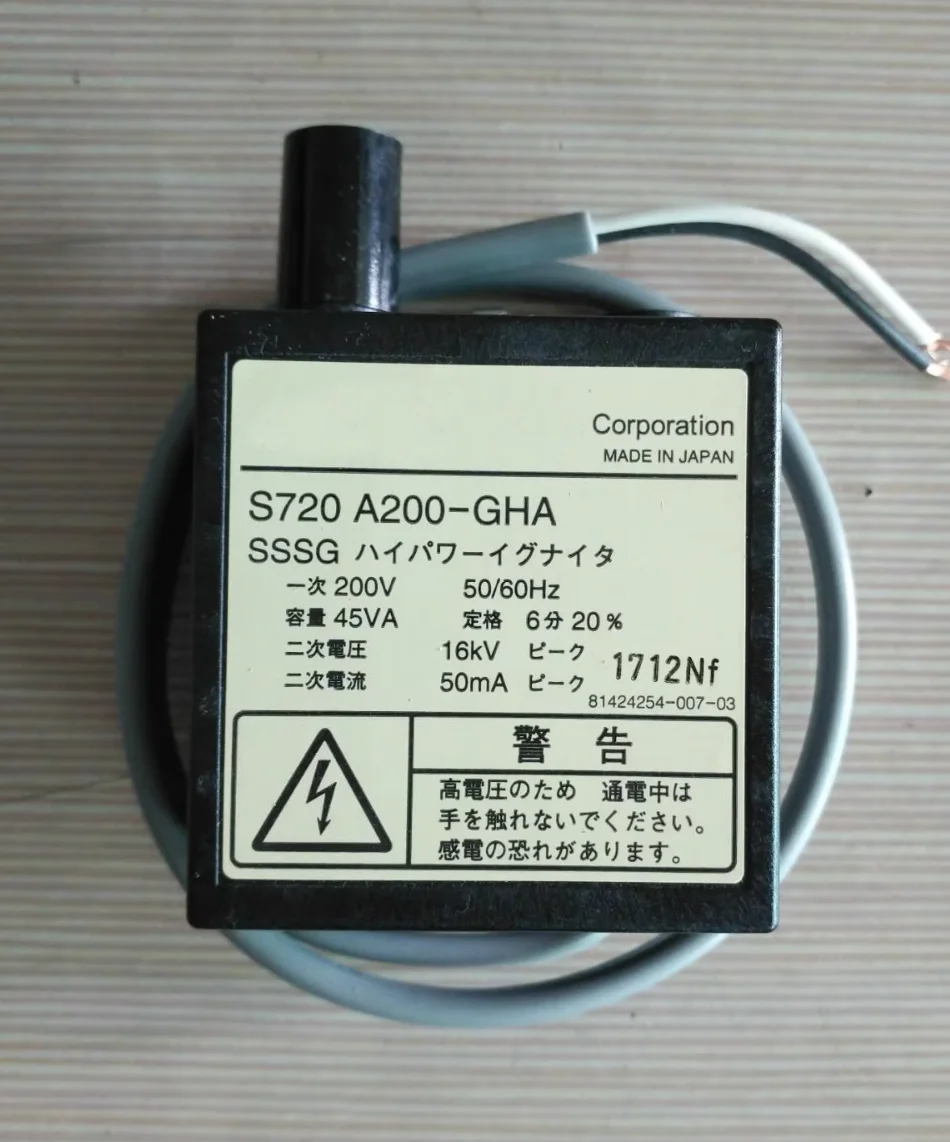 Corporation
MADE IN JAPAN
S720 A200-GHA
SSSG ハイパワーイグナイタ
一次 200V 50/60Hz
容量 45VA 定格 6分 20%
二次電圧 16kV ピーク
二次電流 50mA ピーク
1712Nf
81424254-007-03
警 告
高電圧のため 通電中は
手を触れないでください。
感電の恐れがあります。